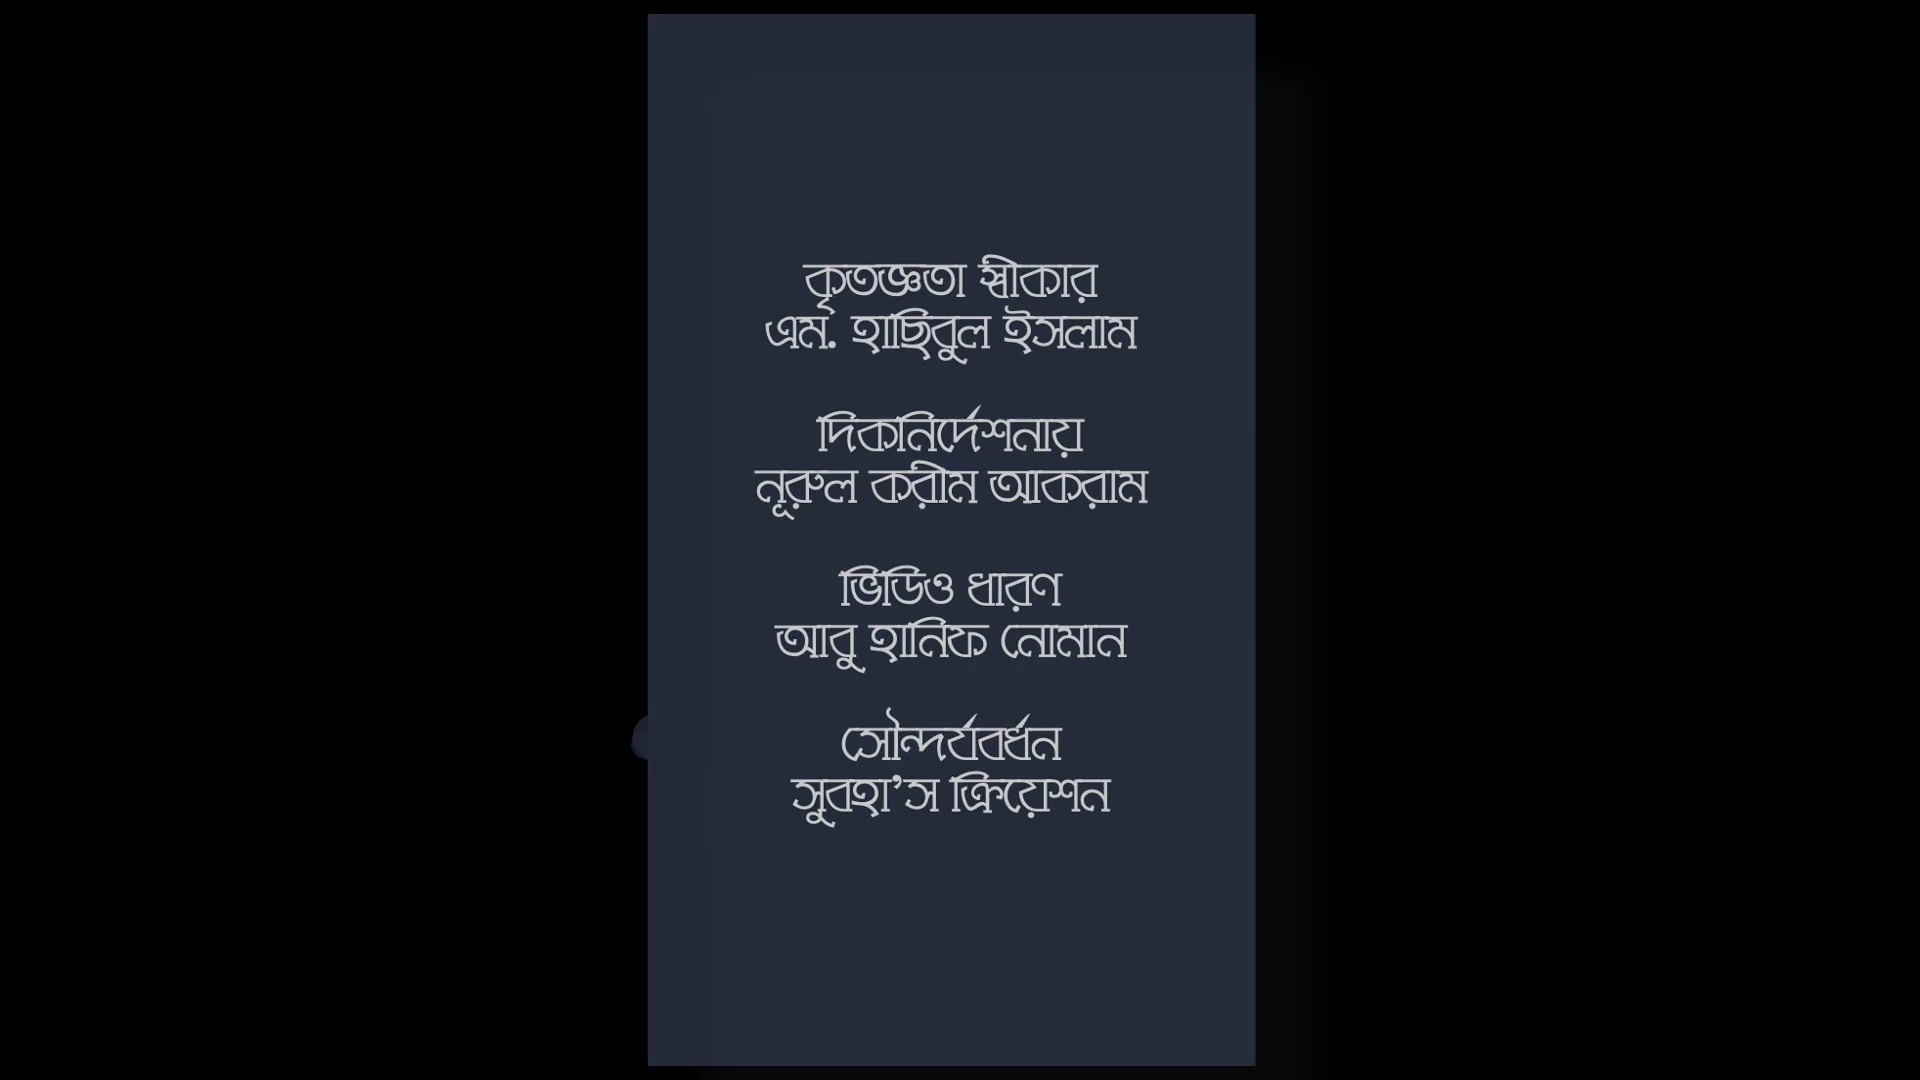 কৃতজ্ঞতা স্বীকার
এম. হাছিবুল ইসলাম
দিকনির্দেশনায়
নূরুল করীম আকরাম
ভিডিও ধারণ
আবু হানিফ নোমান
সৌন্দর্যবর্ধন
সুবহা’স ক্রিয়েশন